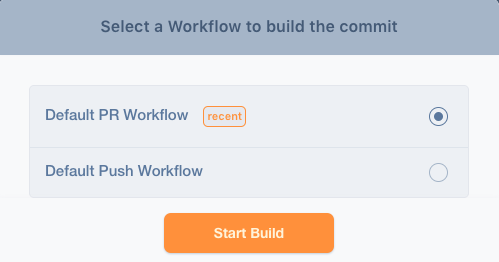 Select a Workflow to build the commit
Default PR Workflow recent
Default Push Workflow
Start Build